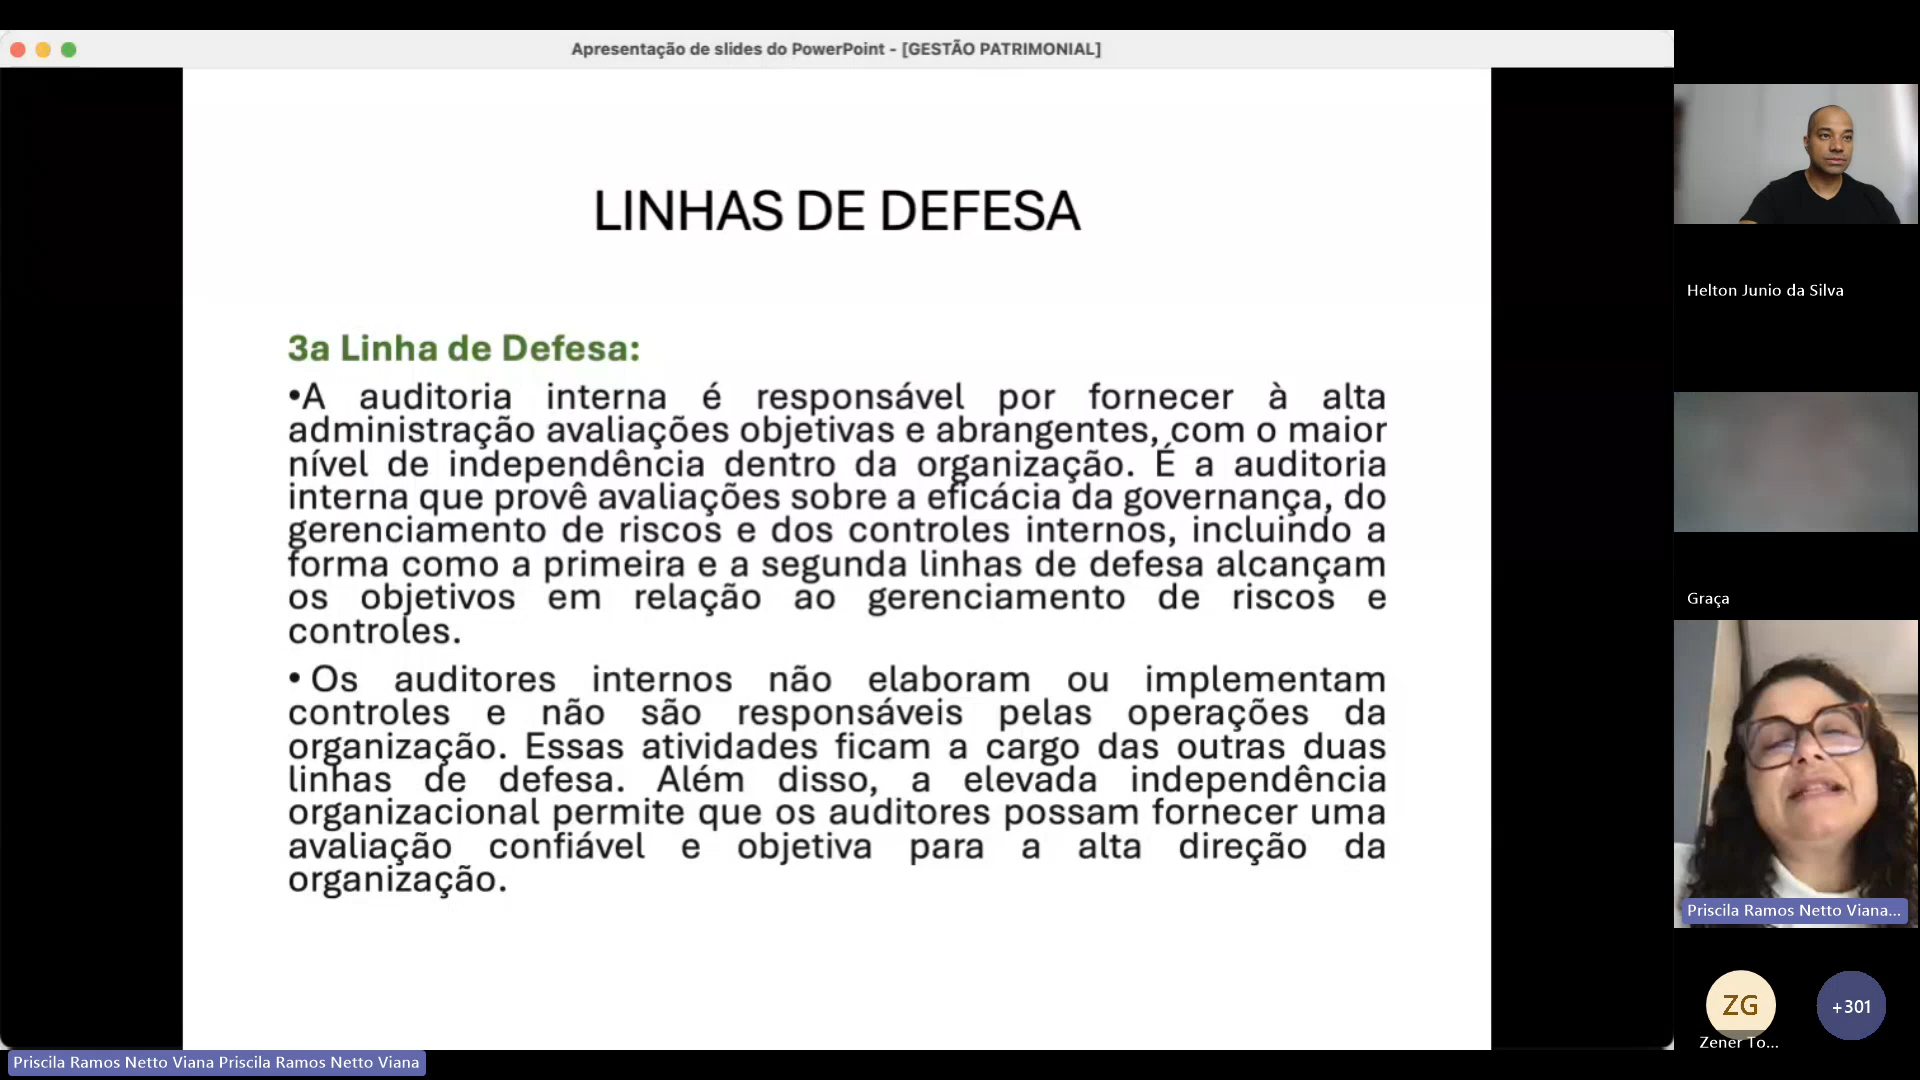 Apresentação de slides do PowerPoint - [GESTÃO PATRIMONIAL]
LINHAS DE DEFESA
3a Linha de Defesa:
•A auditoria interna é responsável por fornecer à alta
administração avaliações objetivas e abrangentes, com o maior
nível de independência dentro da organização. É a auditoria
interna que provê avaliações sobre a eficácia da governança, do
gerenciamento de riscos e dos controles internos, incluindo a
forma como a primeira e a segunda linhas de defesa alcançam
os objetivos em relação ao gerenciamento de riscos e
controles.
• Os auditores internos não elaboram ou implementam
controles e não são responsáveis pelas operações da
organização. Essas atividades ficam a cargo das outras duas
linhas de defesa. Além disso, a elevada independência
organizacional permite que os auditores possam fornecer uma
avaliação confiável e objetiva para a alta direção da
organização.
Helton Junio da Silva
Graça
Priscila Ramos Netto Viana...
ZG
+301
Zener To...
Priscila Ramos Netto Viana Priscila Ramos Netto Viana